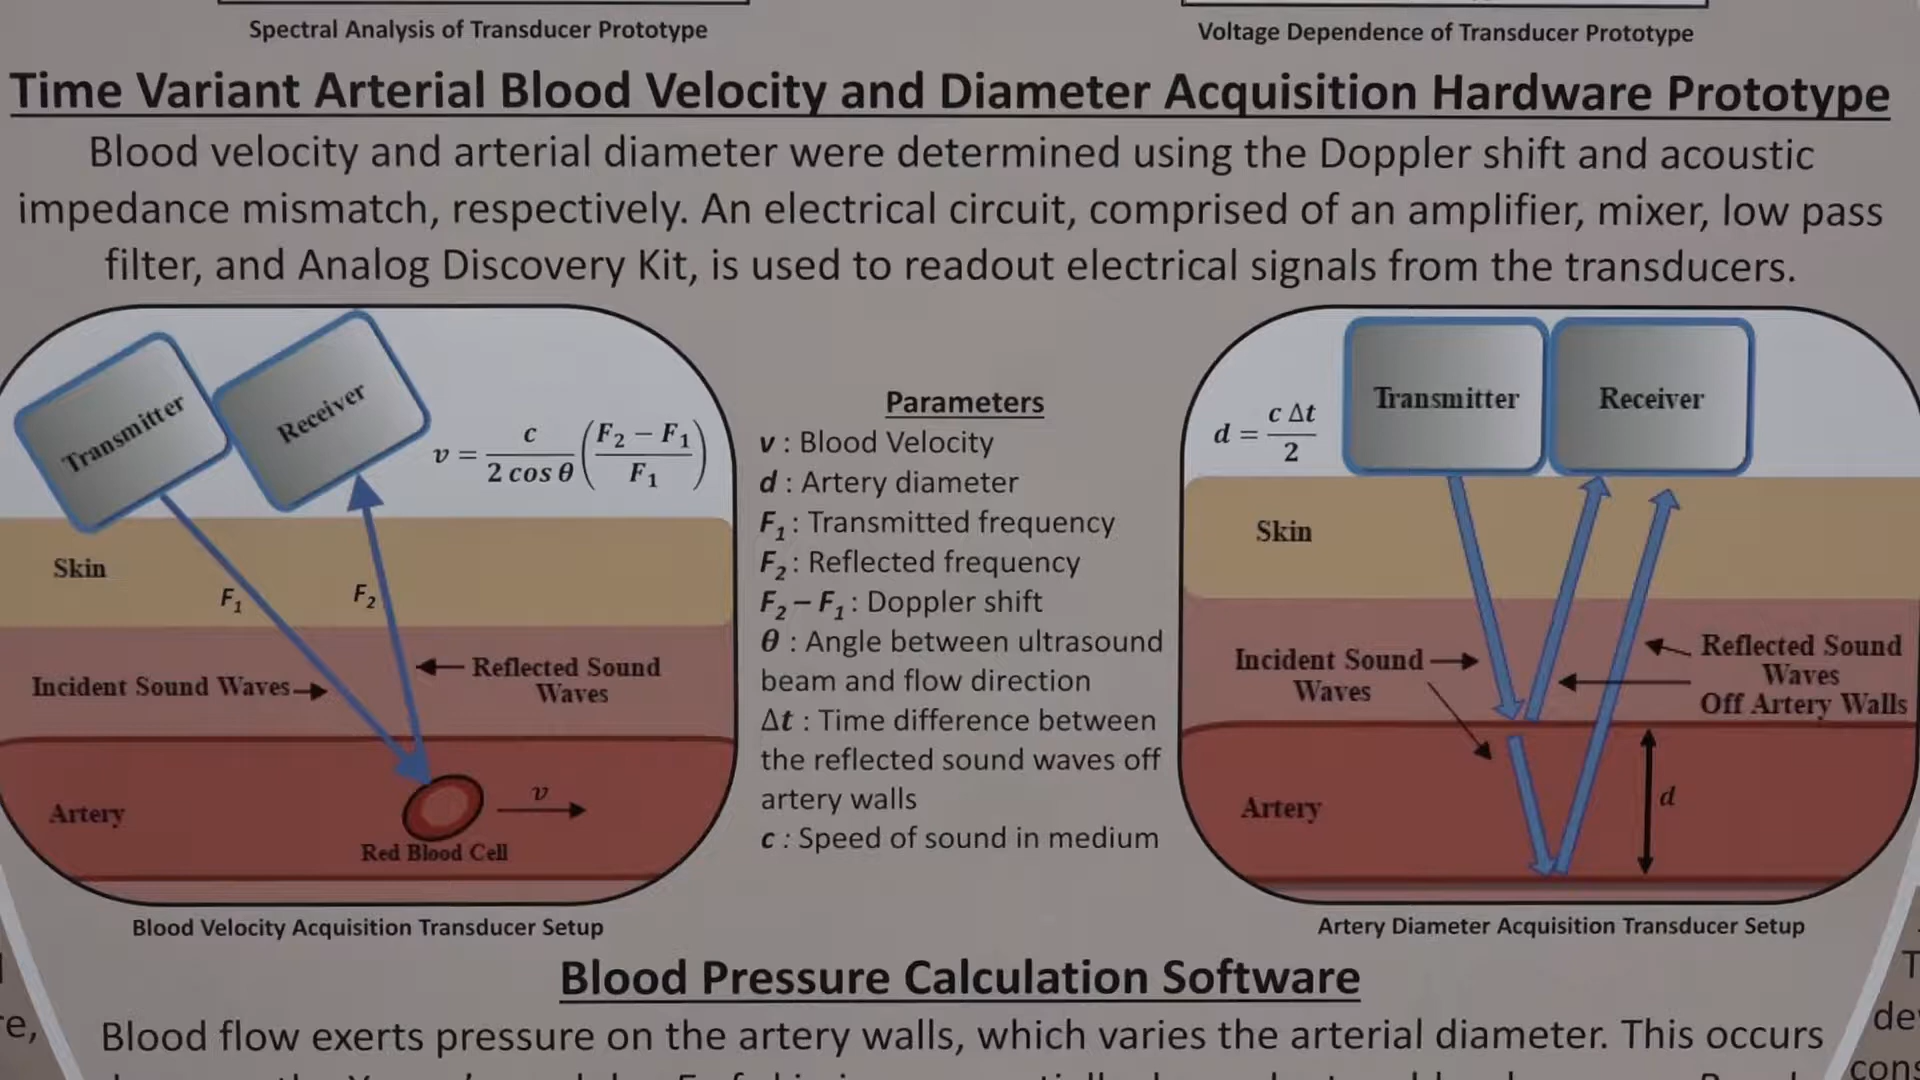 Spectral Analysis of Transducer Prototype
Voltage Dependence of Transducer Prototype
Time Variant Arterial Blood Velocity and Diameter Acquisition Hardware Prototype
Blood velocity and arterial diameter were determined using the Doppler shift and acoustic
impedance mismatch, respectively. An electrical circuit, comprised of an amplifier, mixer, low pass
filter, and Analog Discovery Kit, is used to readout electrical signals from the transducers.
Transmitter
Receiver
v = c / 2 cos θ (F₂ − F₁ / F₁)
Skin
F₁
F₂
Incident Sound Waves
Reflected Sound
Waves
Artery
v
Red Blood Cell
Blood Velocity Acquisition Transducer Setup
Parameters
v : Blood Velocity
d : Artery diameter
F₁ : Transmitted frequency
F₂ : Reflected frequency
F₂ – F₁ : Doppler shift
θ : Angle between ultrasound
beam and flow direction
Δt : Time difference between
the reflected sound waves off
artery walls
c : Speed of sound in medium
d = c Δt / 2
Transmitter
Receiver
Skin
Incident Sound
Waves
Reflected Sound
Waves
Off Artery Walls
Artery
d
Artery Diameter Acquisition Transducer Setup
Blood Pressure Calculation Software
Blood flow exerts pressure on the artery walls, which varies the arterial diameter. This occurs